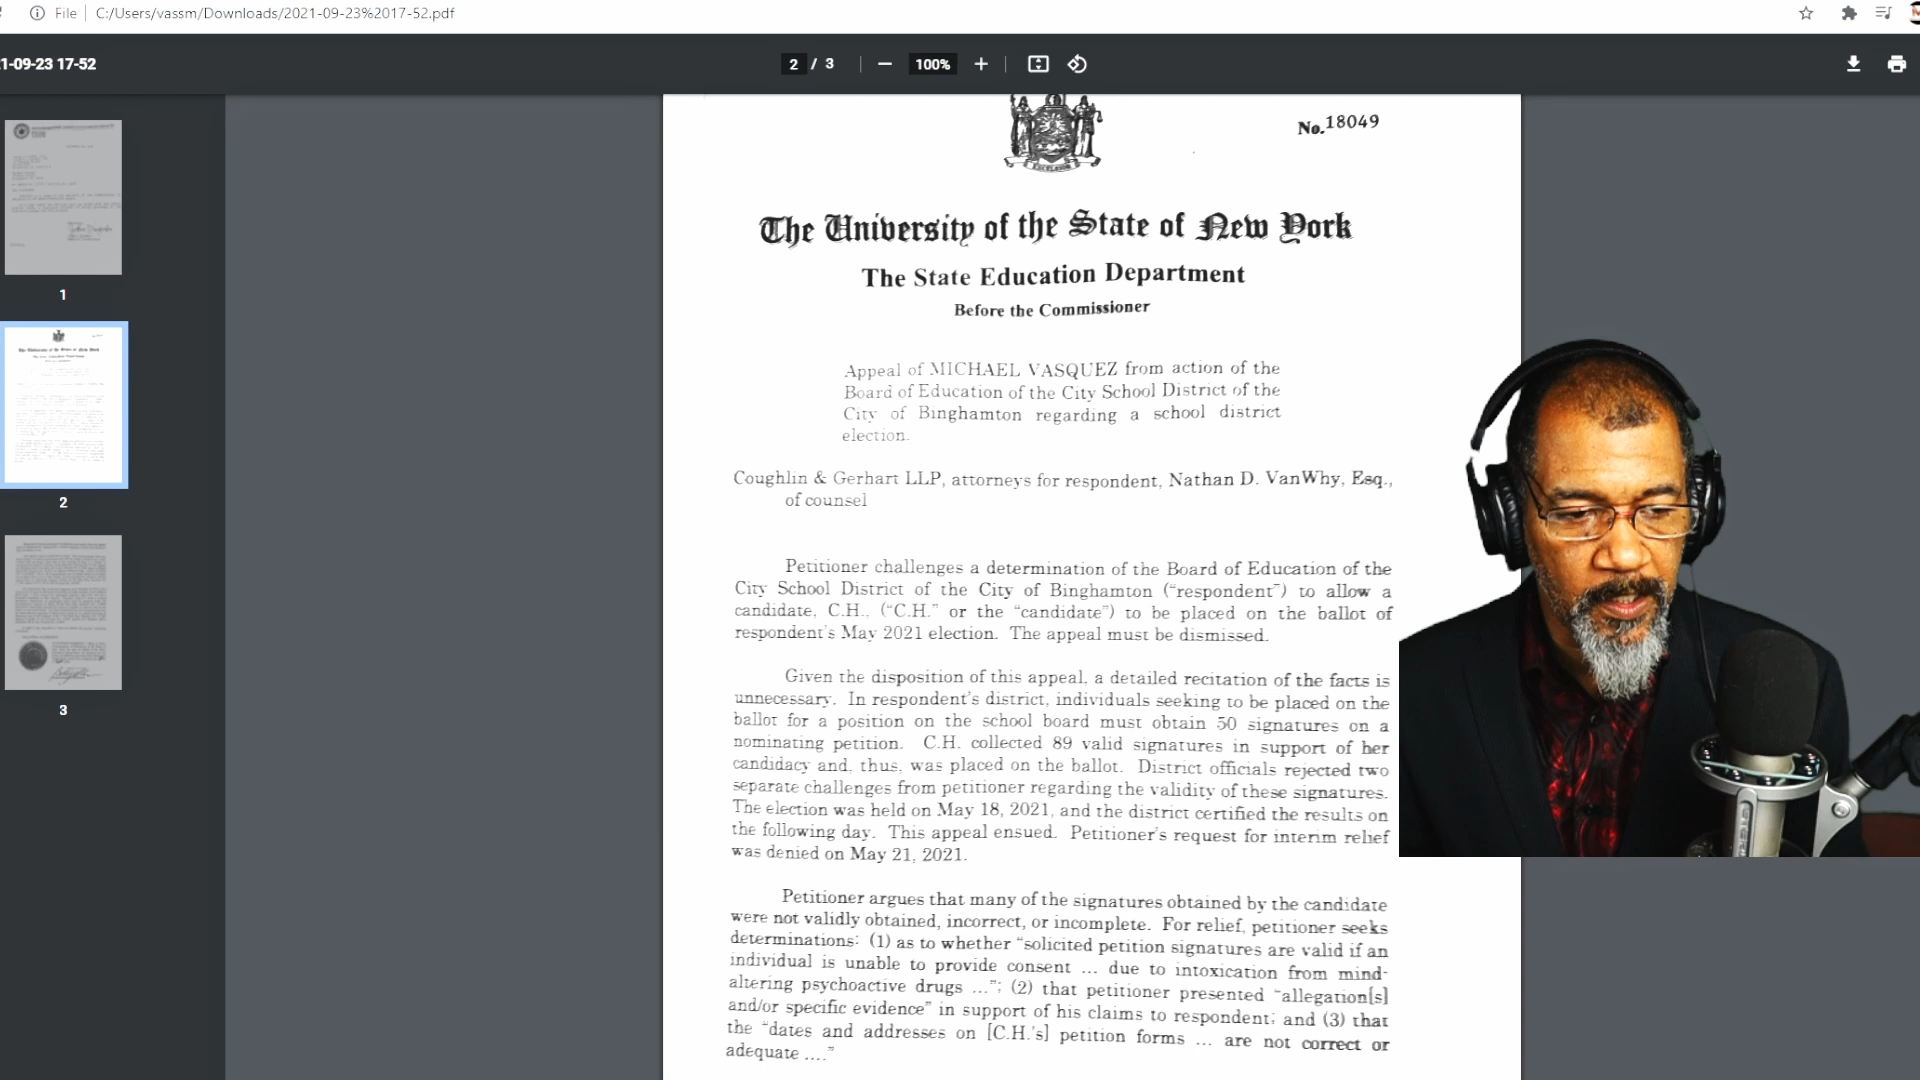 File
C:/Users/vassm/Downloads/2021-09-23%2017-52.pdf
1-09-23 17-52
2 / 3
100%
1
2
3
EXCELSIOR
No.18049
The University of the State of New York
The State Education Department
Before the Commissioner
Appeal of MICHAEL VASQUEZ from action of the
Board of Education of the City School District of the
City of Binghamton regarding a school district
election.
Coughlin & Gerhart LLP, attorneys for respondent, Nathan D. VanWhy, Esq.,
of counsel
Petitioner challenges a determination of the Board of Education of the
City School District of the City of Binghamton (“respondent”) to allow a
candidate, C.H., (“C.H.” or the “candidate”) to be placed on the ballot of
respondent’s May 2021 election. The appeal must be dismissed.
Given the disposition of this appeal, a detailed recitation of the facts is
unnecessary. In respondent’s district, individuals seeking to be placed on the
ballot for a position on the school board must obtain 50 signatures on a
nominating petition. C.H. collected 89 valid signatures in support of her
candidacy and, thus, was placed on the ballot. District officials rejected two
separate challenges from petitioner regarding the validity of these signatures.
The election was held on May 18, 2021, and the district certified the results on
the following day. This appeal ensued. Petitioner’s request for interim relief
was denied on May 21, 2021.
Petitioner argues that many of the signatures obtained by the candidate
were not validly obtained, incorrect, or incomplete. For relief, petitioner seeks
determinations: (1) as to whether “solicited petition signatures are valid if an
individual is unable to provide consent ... due to intoxication from mind-
altering psychoactive drugs ...”; (2) that petitioner presented “allegation[s]
and/or specific evidence” in support of his claims to respondent; and (3) that
the “dates and addresses on [C.H.’s] petition forms ... are not correct or
adequate ....”